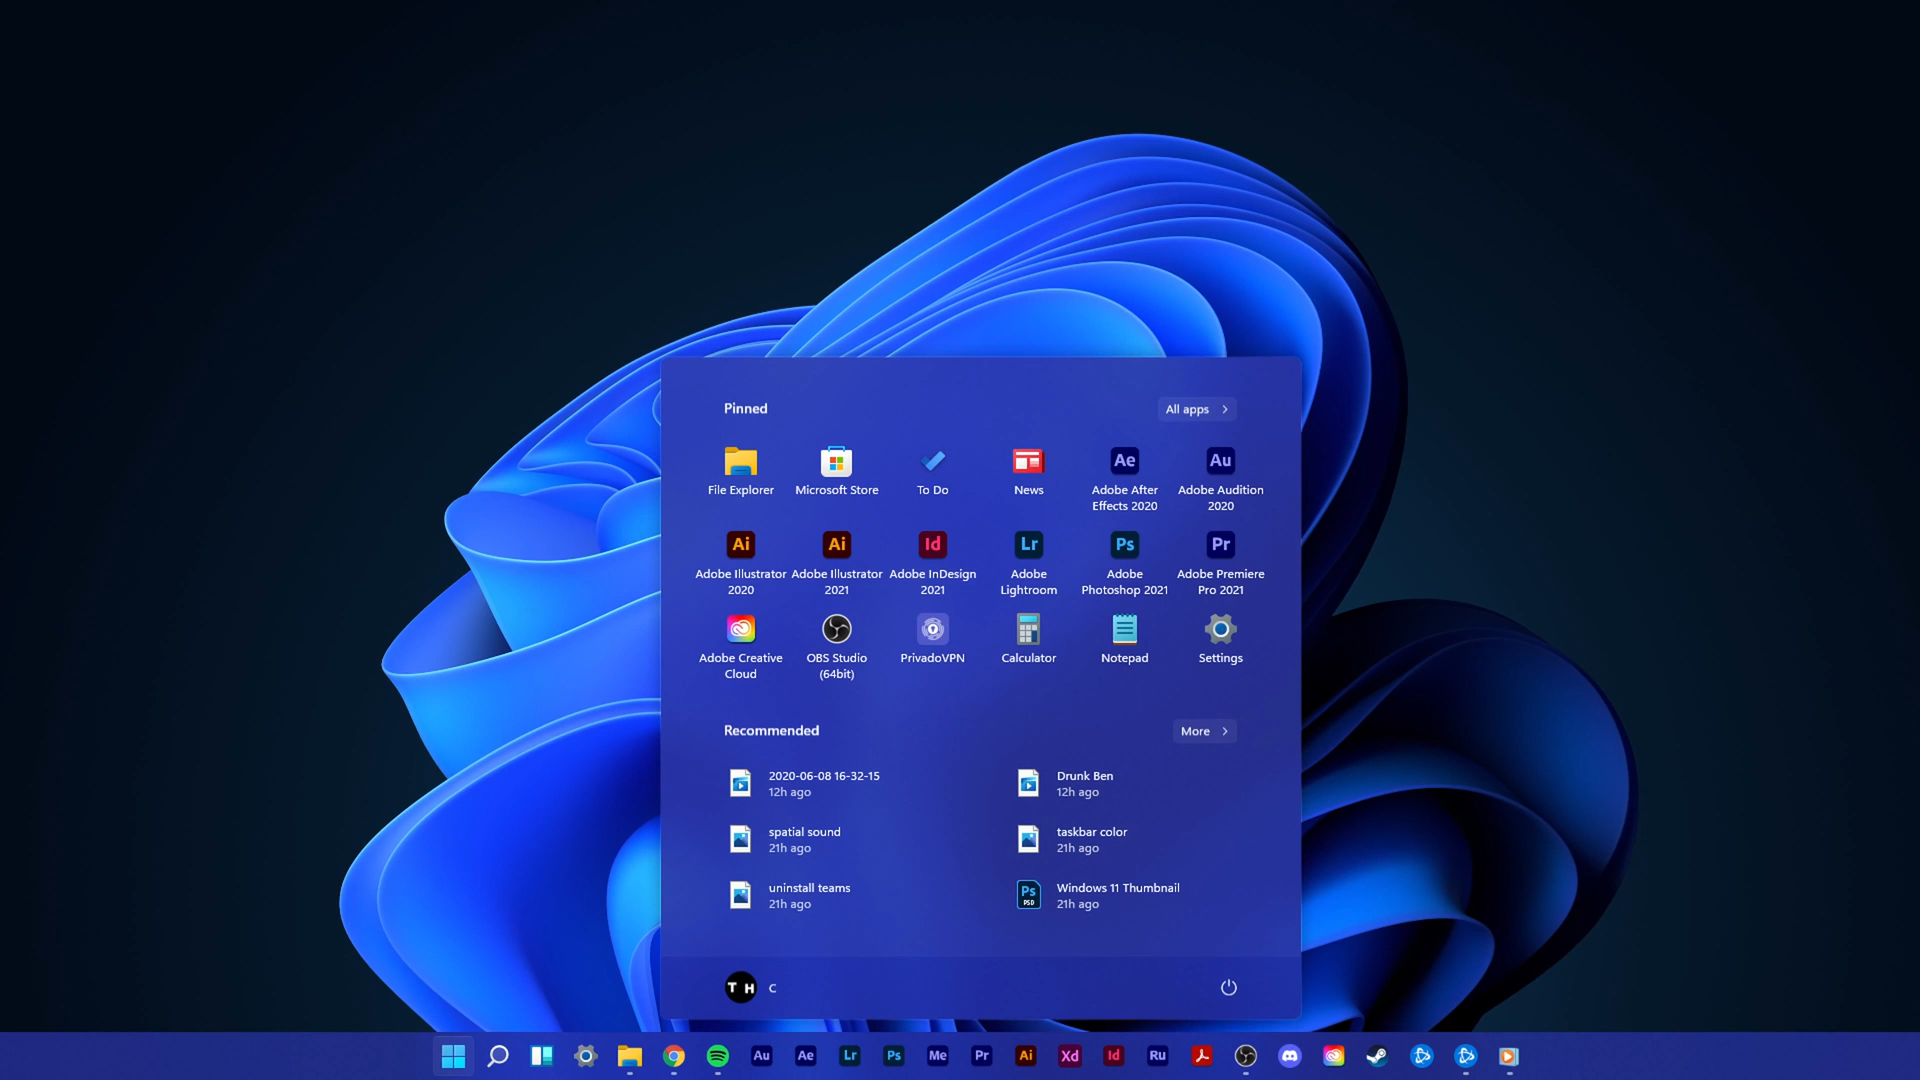 Pinned
All apps
File Explorer
Microsoft Store
To Do
News
Ae
Adobe After
Effects 2020
Au
Adobe Audition
2020
Ai
Adobe Illustrator
2020
Ai
Adobe Illustrator
2021
Id
Adobe InDesign
2021
Lr
Adobe
Lightroom
Ps
Adobe
Photoshop 2021
Pr
Adobe Premiere
Pro 2021
Adobe Creative
Cloud
OBS Studio
(64bit)
PrivadoVPN
Calculator
Notepad
Settings
Recommended
More
2020-06-08 16-32-15
12h ago
Drunk Ben
12h ago
spatial sound
21h ago
taskbar color
21h ago
uninstall teams
21h ago
Ps
PSD
Windows 11 Thumbnail
21h ago
T H
C
Au Ae Lr Ps Me Pr Ai Xd Id Ru